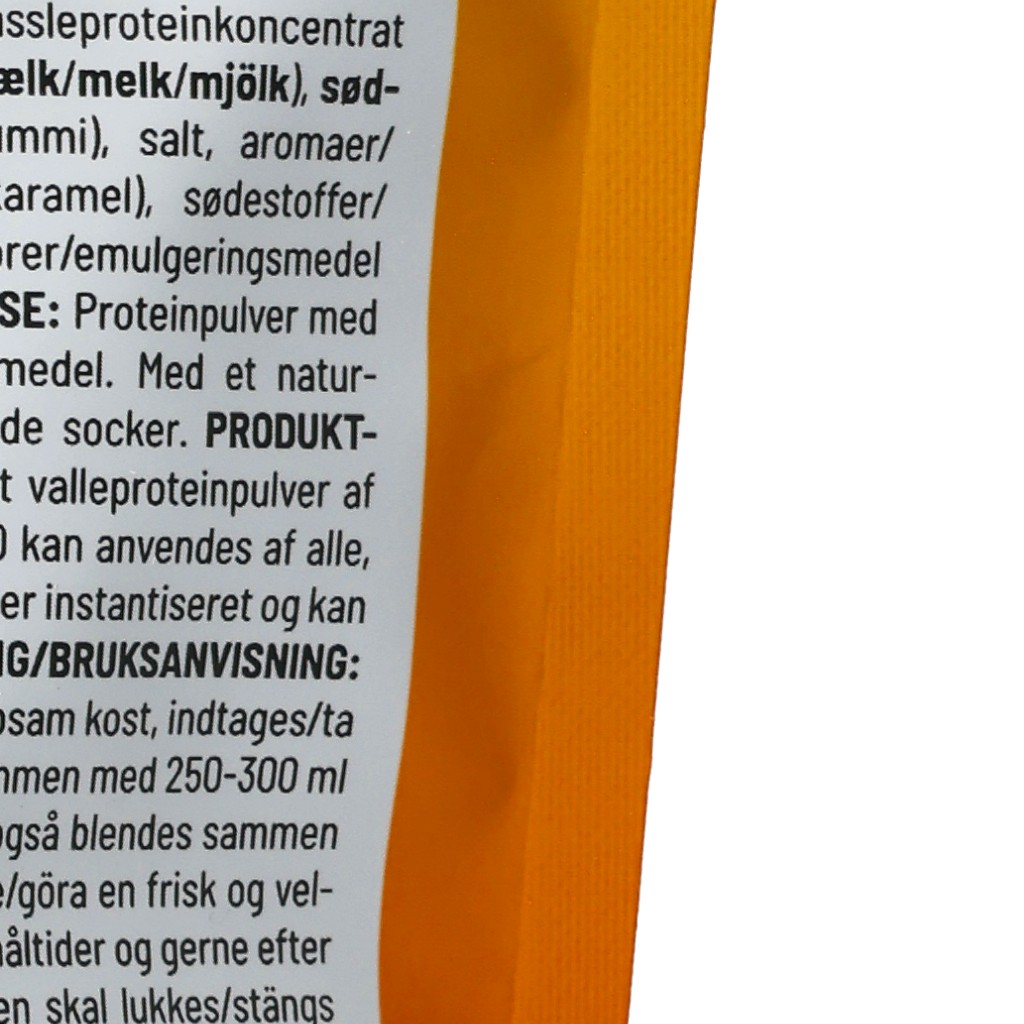 assleproteinkoncentrat
ælk/melk/mjölk), sød-
ummi), salt, aromaer/
karamel), sødestoffer/
orer/emulgeringsmedel
SE: Proteinpulver med
medel. Med et natur-
de socker. PRODUKT-
t valleproteinpulver af
0 kan anvendes af alle,
er instantiseret og kan
NG/BRUKSANVISNING:
osam kost, indtages/ta
mmen med 250-300 ml
også blendes sammen
e/göra en frisk og vel-
måltider og gerne efter
en skal lukkes/stängs